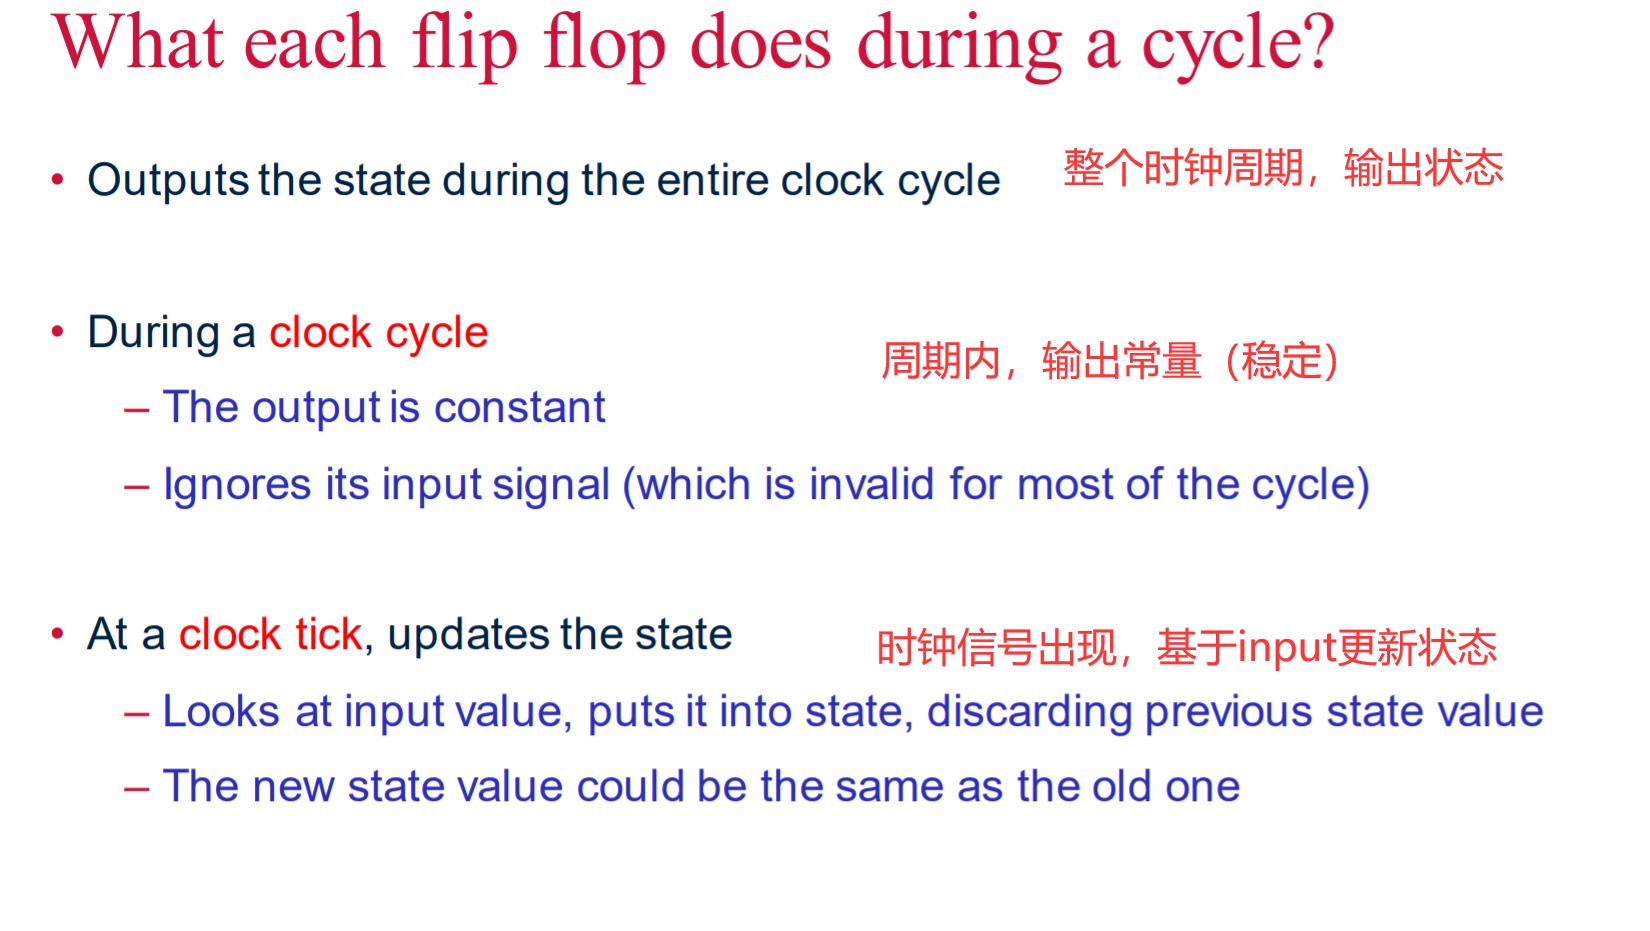 What each flip flop does during a cycle?
• Outputs the state during the entire clock cycle
整个时钟周期，输出状态
• During a clock cycle
周期内，输出常量（稳定）
– The output is constant
– Ignores its input signal (which is invalid for most of the cycle)
• At a clock tick, updates the state
时钟信号出现，基于input更新状态
– Looks at input value, puts it into state, discarding previous state value
– The new state value could be the same as the old one